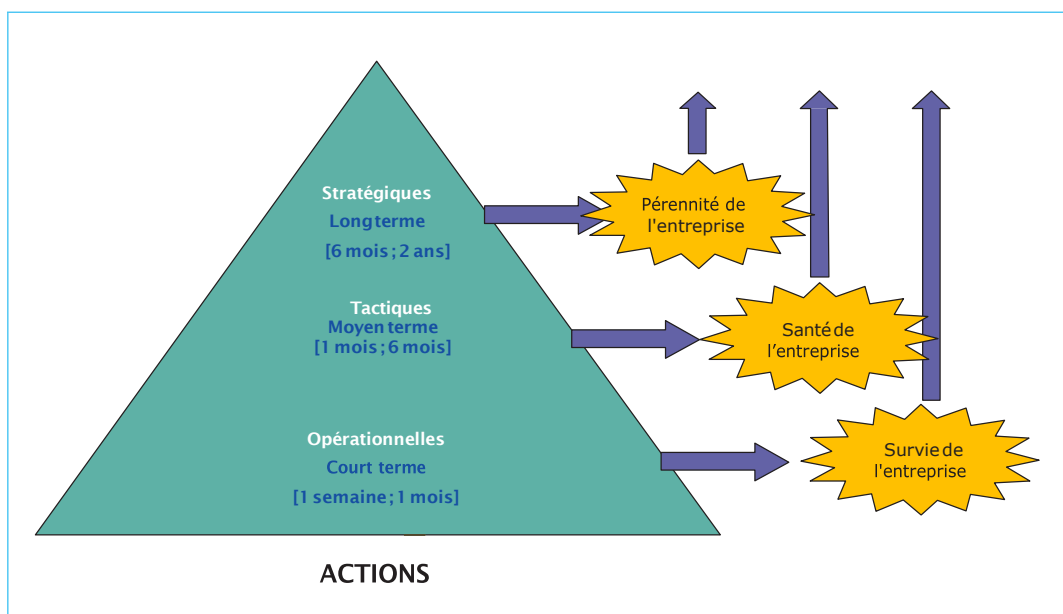 Stratégiques
Long terme
[6 mois ; 2 ans]
Pérennité de
l'entreprise
Tactiques
Moyen terme
[1 mois ; 6 mois]
Santé de
l’entreprise
Opérationnelles
Court terme
[1 semaine ; 1 mois]
Survie de
l'entreprise
ACTIONS